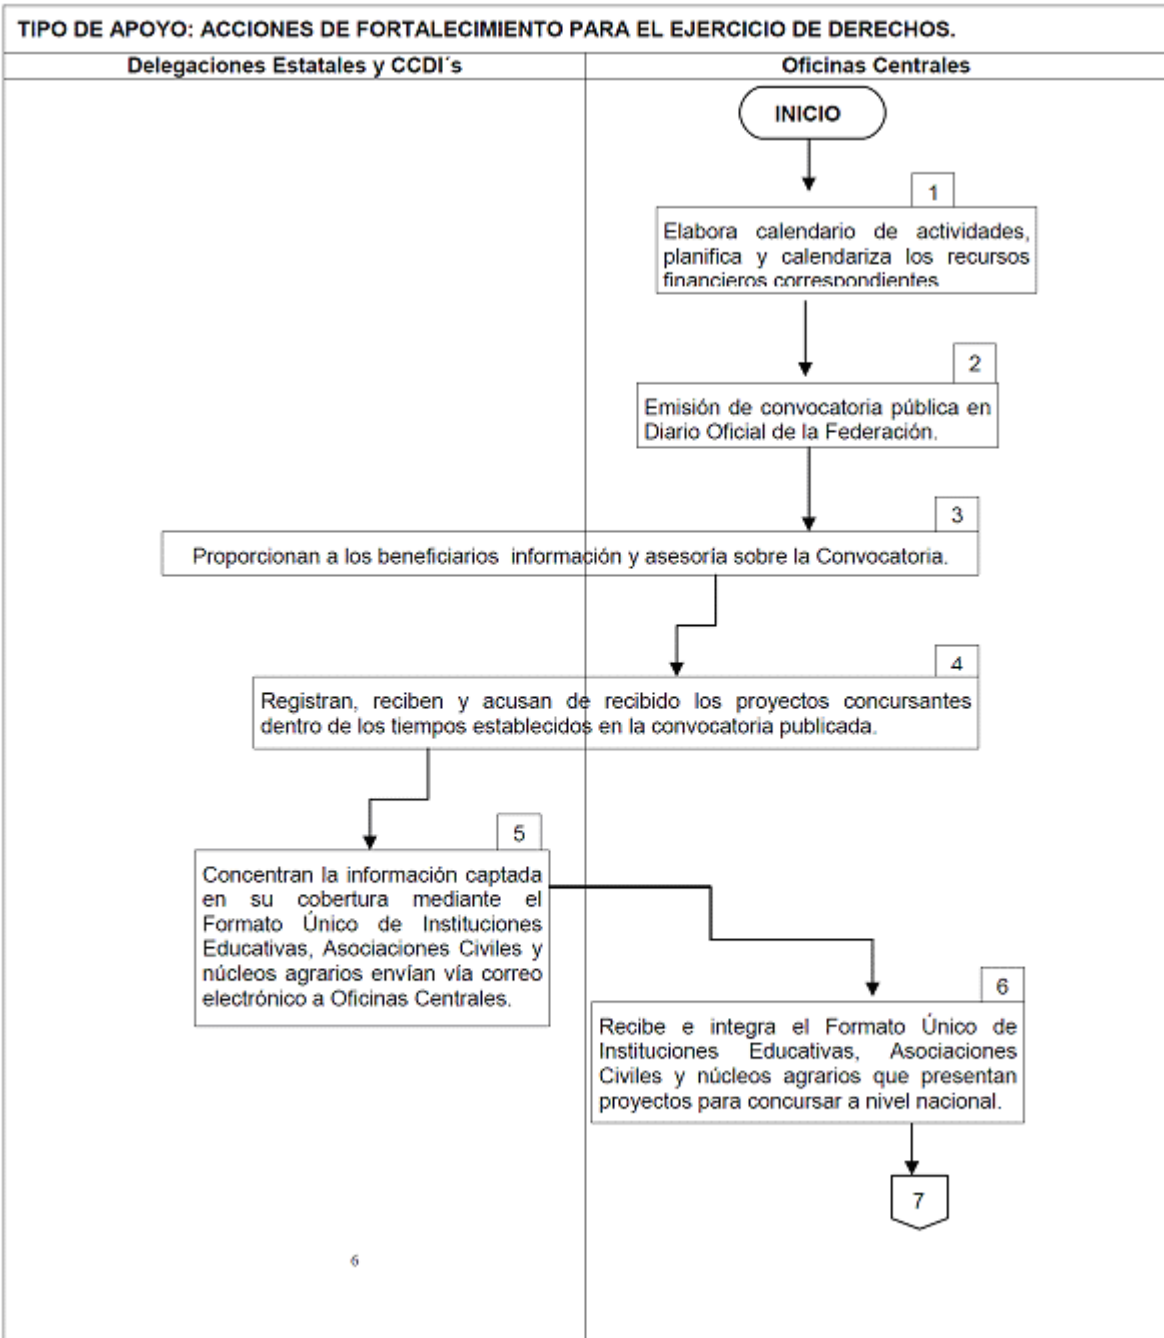 TIPO DE APOYO: ACCIONES DE FORTALECIMIENTO PARA EL EJERCICIO DE DERECHOS.
Delegaciones Estatales y CCDI´s
Oficinas Centrales
INICIO
1
Elabora calendario de actividades,
planifica y calendariza los recursos
financieros correspondientes
2
Emisión de convocatoria pública en
Diario Oficial de la Federación.
3
Proporcionan a los beneficiarios información y asesoría sobre la Convocatoria.
4
Registran, reciben y acusan de recibido los proyectos concursantes
dentro de los tiempos establecidos en la convocatoria publicada.
5
Concentran la información captada
en su cobertura mediante el
Formato Único de Instituciones
Educativas, Asociaciones Civiles y
núcleos agrarios envían vía correo
electrónico a Oficinas Centrales.
6
Recibe e integra el Formato Único de
Instituciones Educativas, Asociaciones
Civiles y núcleos agrarios que presentan
proyectos para concursar a nivel nacional.
7
6